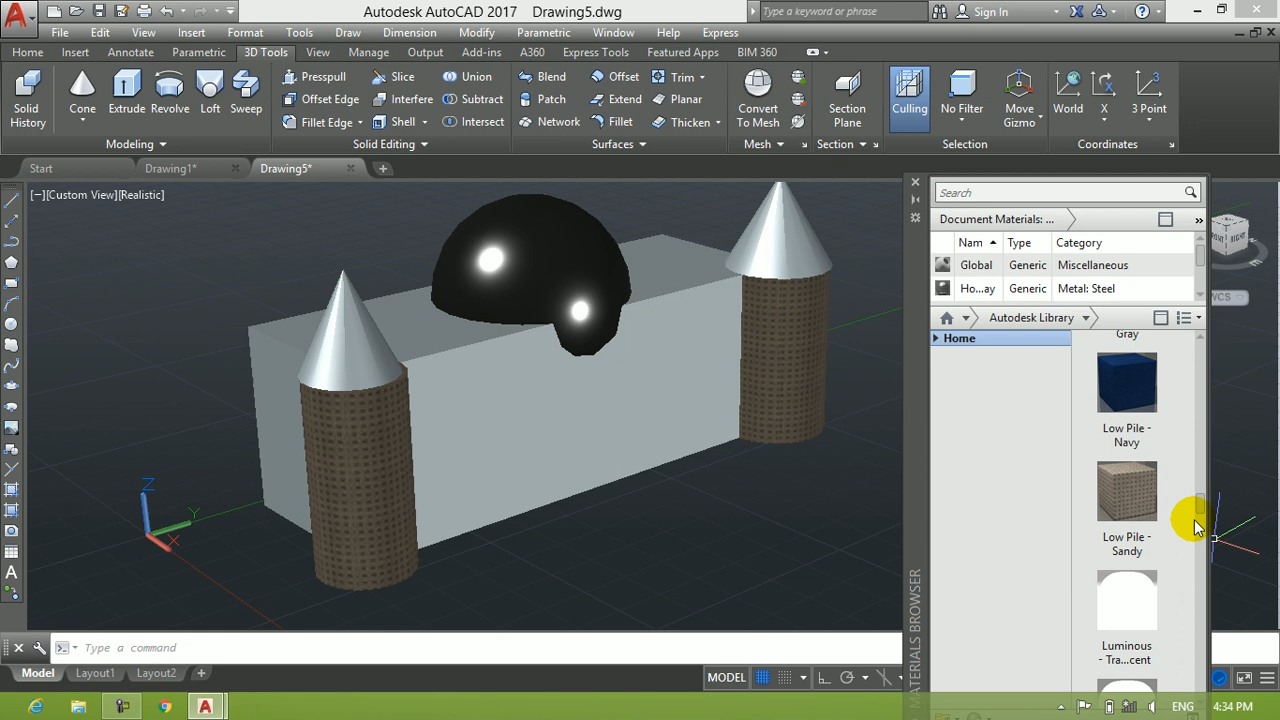 Autodesk AutoCAD 2017 Drawing5.dwg
Type a keyword or phrase
Sign In
File Edit View Insert Format Tools Draw Dimension Modify Parametric Window Help Express
Home Insert Annotate Parametric 3D Tools View Manage Output Add-ins A360 Express Tools Featured Apps BIM 360
Solid History
Cone
Extrude
Revolve
Loft
Sweep
Presspull
Offset Edge
Fillet Edge
Slice
Interfere
Shell
Union
Subtract
Intersect
Blend
Patch
Network
Offset
Extend
Fillet
Trim
Planar
Thicken
Convert To Mesh
Section Plane
Culling
No Filter
Move Gizmo
World
X
3 Point
Modeling Solid Editing Surfaces Mesh Section Selection Coordinates
Start Drawing1* Drawing5*
[−][Custom View][Realistic]
Search
Document Materials: ...
Nam Type Category
Global Generic Miscellaneous
Ho...ay Generic Metal: Steel
Autodesk Library
Home
Gray
Low Pile - Navy
Low Pile - Sandy
Luminous - Tra...cent
MATERIALS BROWSER
RIGHT
WCS
Z
Y
X
Type a command
Model Layout1 Layout2
MODEL
ENG 4:34 PM